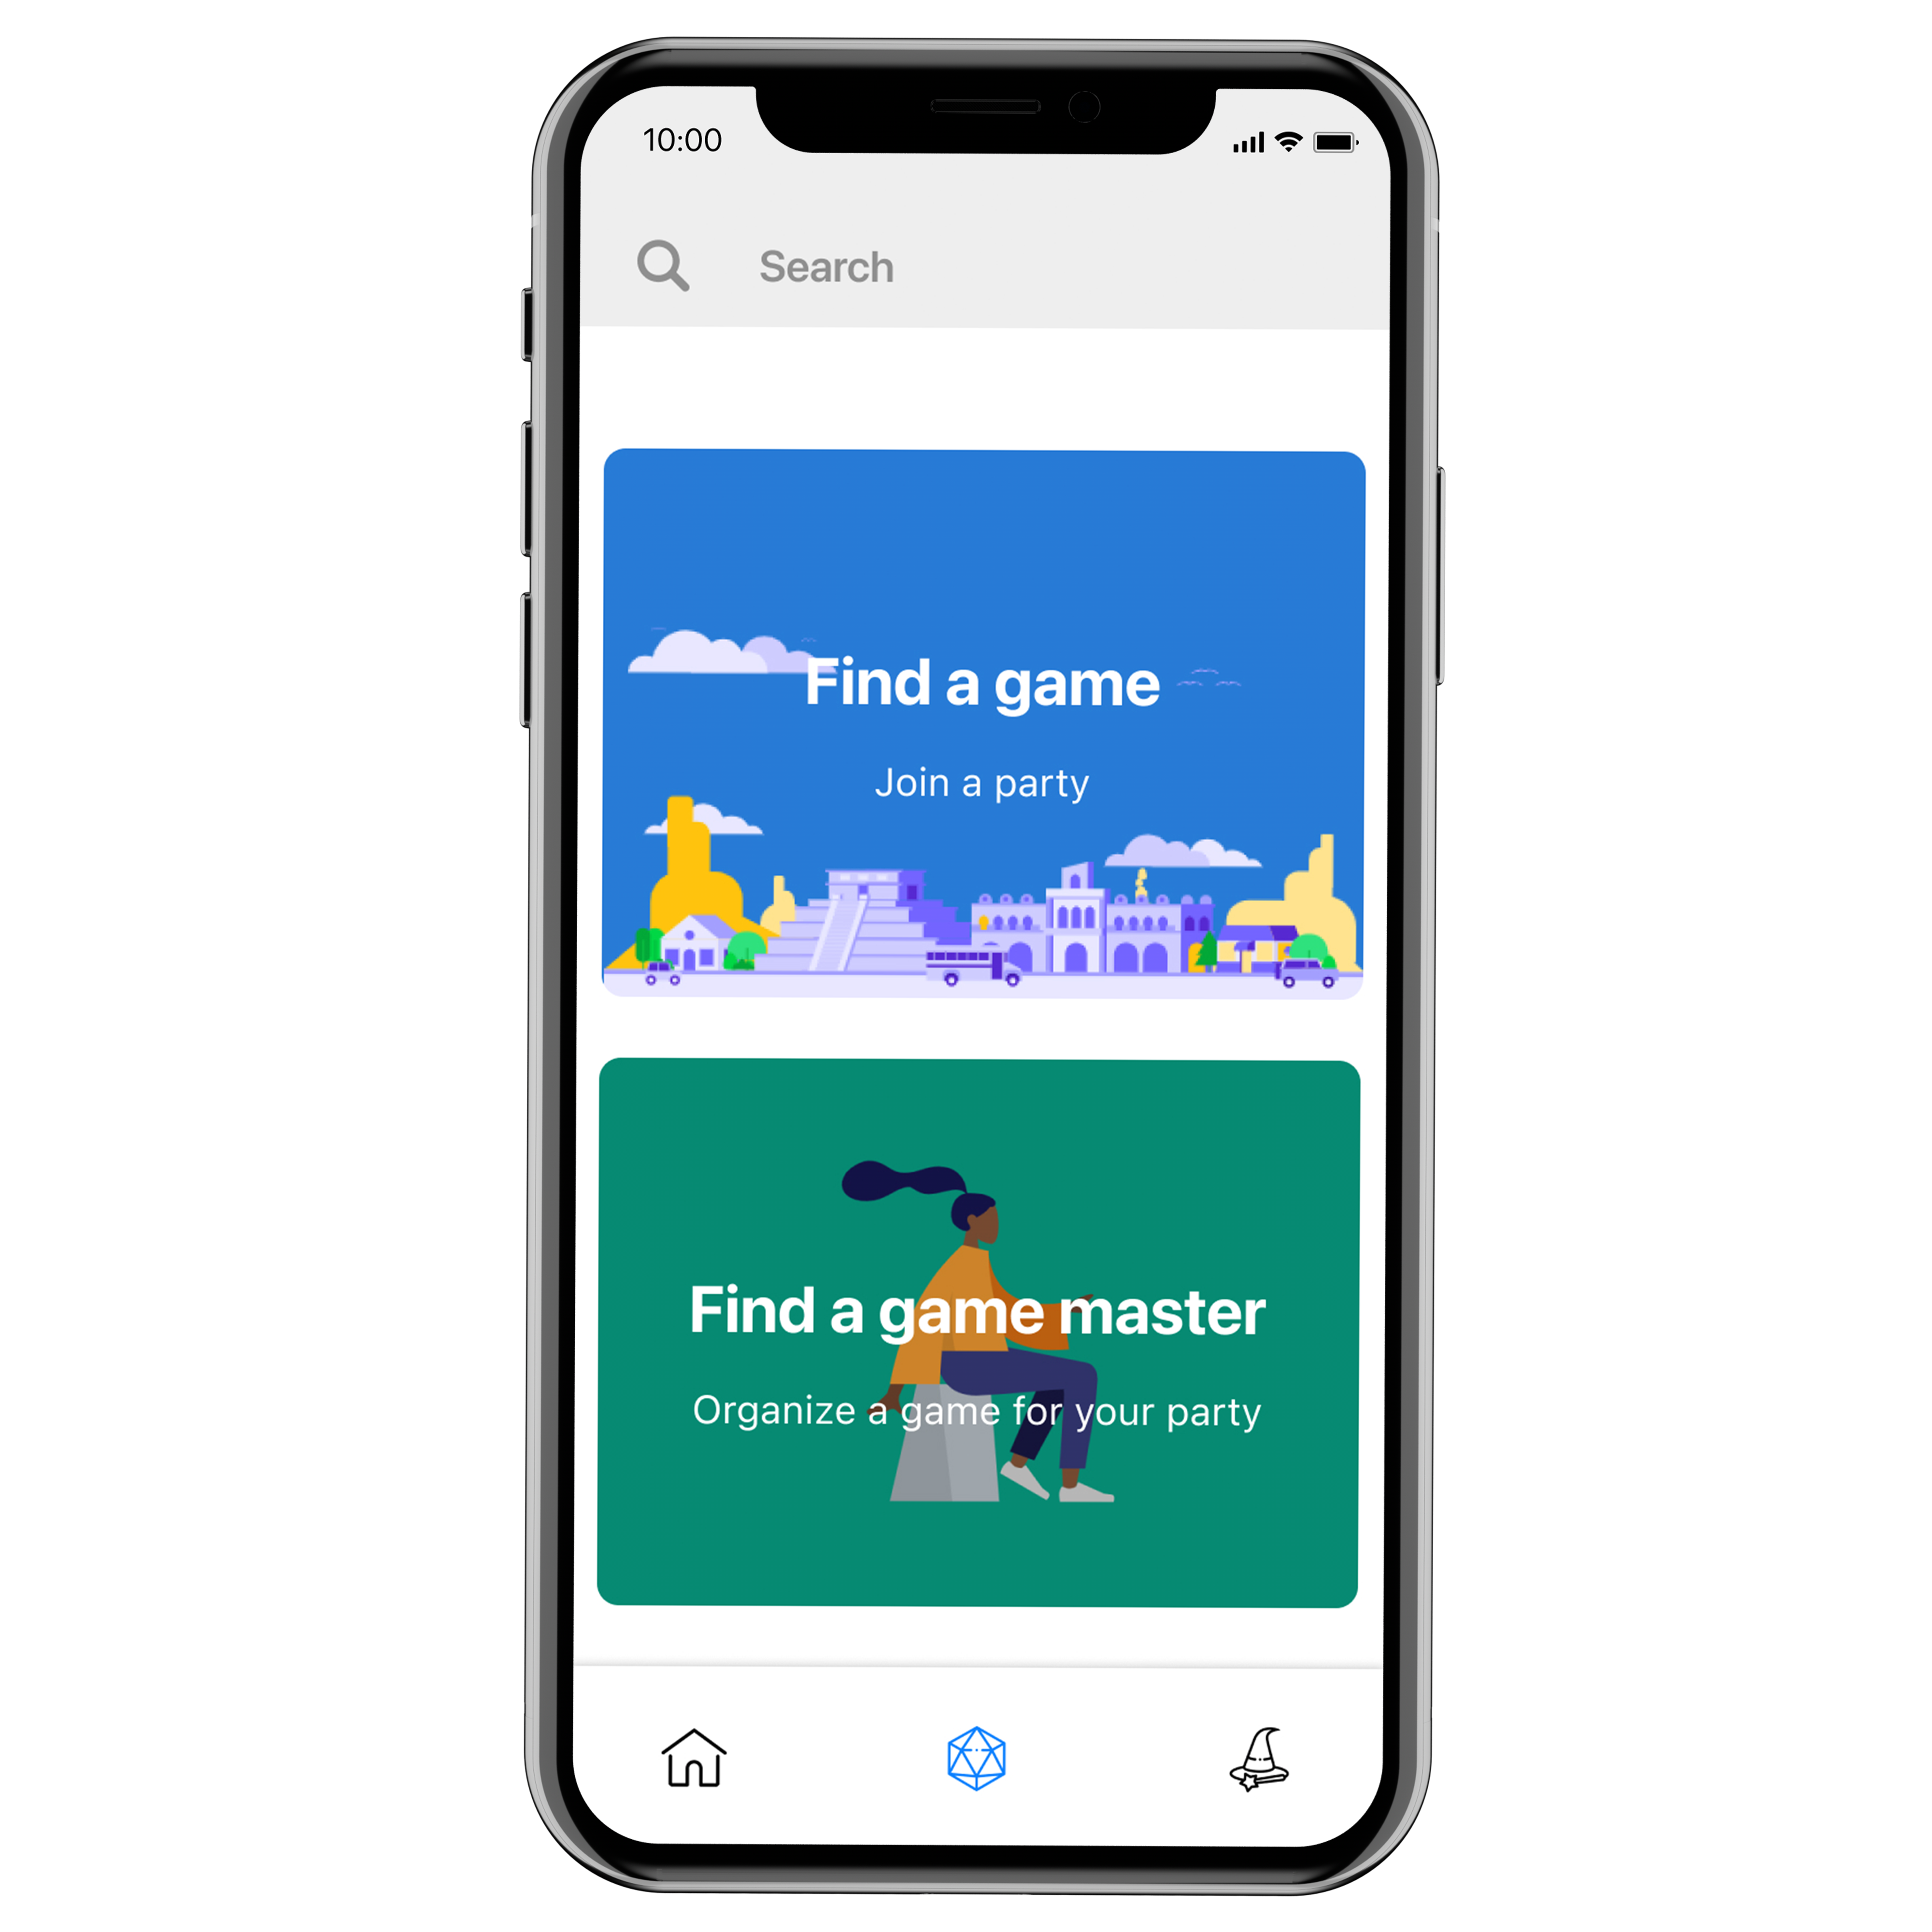 10:00
Search
Find a game
Join a party
Find a game master
Organize a game for your party